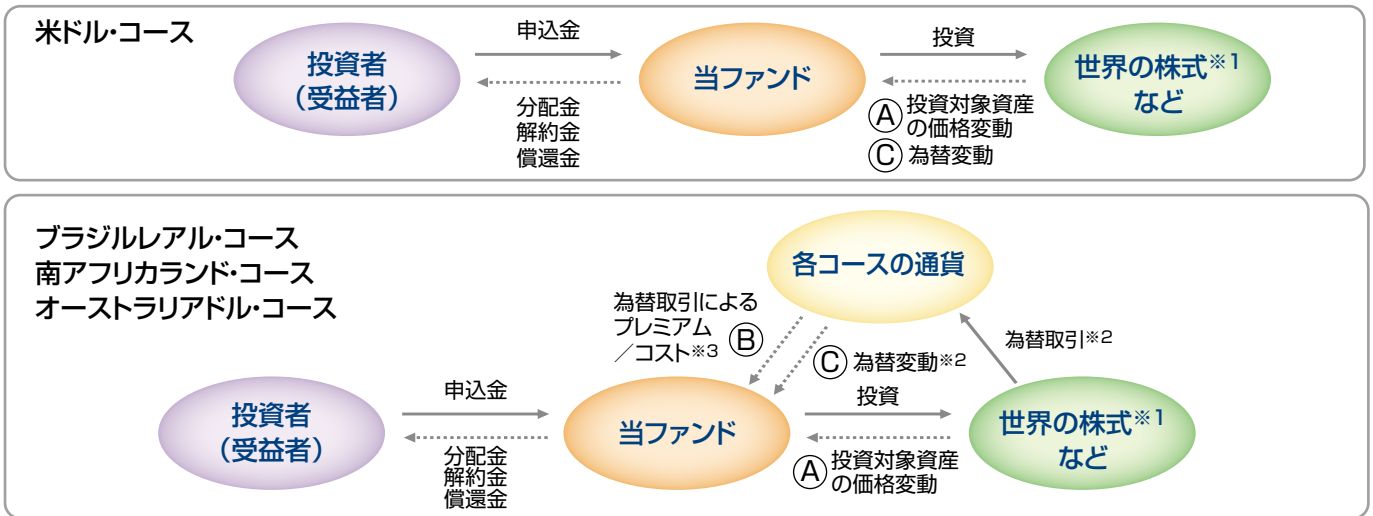 米ドル・コース
投資者
（受益者）
申込金
分配金
解約金
償還金
当ファンド
投資
Ⓐ投資対象資産
の価格変動
Ⓒ為替変動
世界の株式※1
など
ブラジルレアル・コース
南アフリカランド・コース
オーストラリアドル・コース
各コースの通貨
為替取引による
プレミアム
／コスト※3 Ⓑ
Ⓒ為替変動※2
為替取引※2
投資者
（受益者）
申込金
分配金
解約金
償還金
当ファンド
投資
Ⓐ投資対象資産
の価格変動
世界の株式※1
など